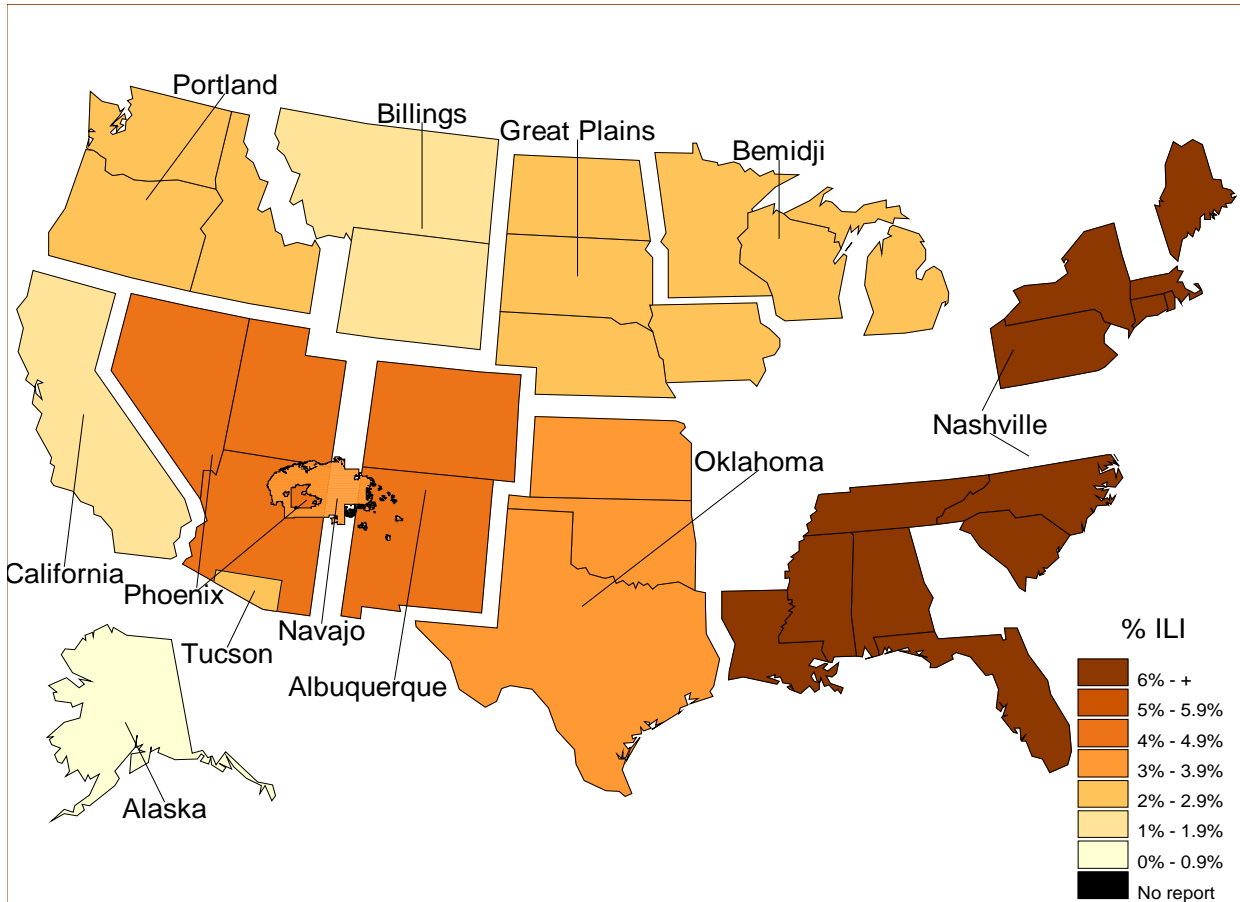 Portland
Billings
Great Plains
Bemidji
Nashville
Oklahoma
California
Phoenix
Navajo
Tucson
Albuquerque
Alaska
% ILI
6% - +
5% - 5.9%
4% - 4.9%
3% - 3.9%
2% - 2.9%
1% - 1.9%
0% - 0.9%
No report